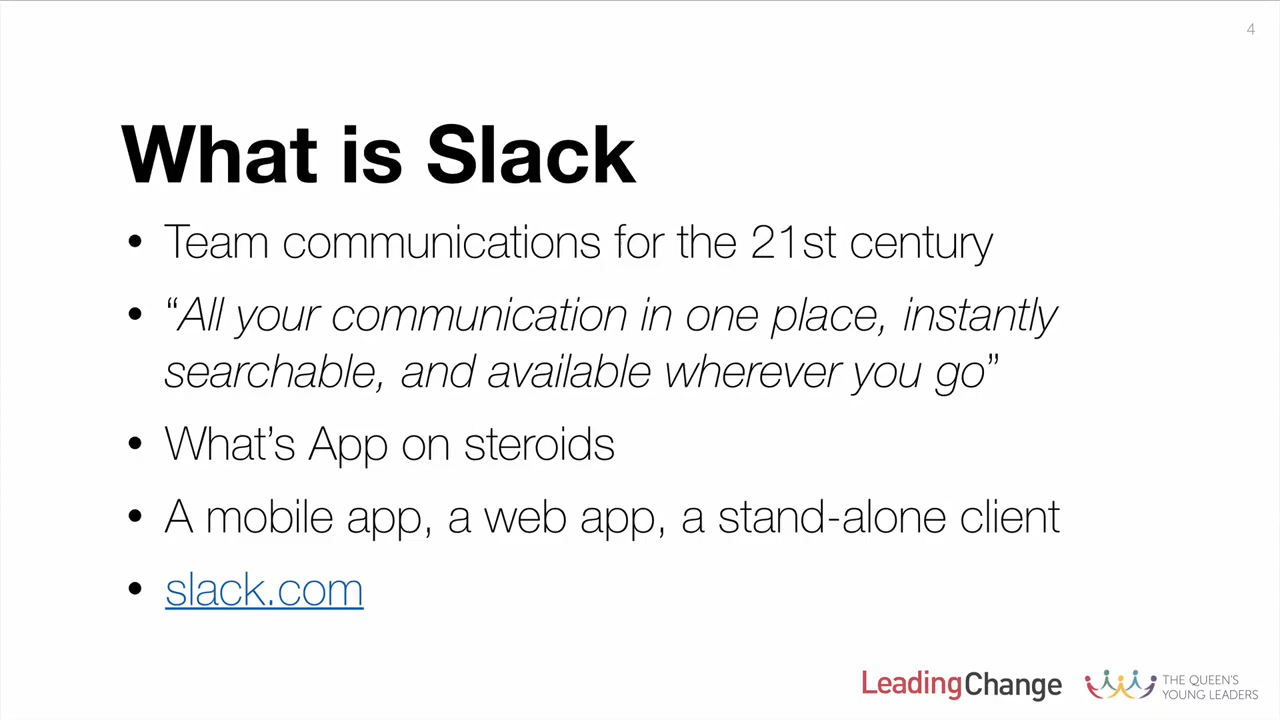 4
What is Slack
• Team communications for the 21st century
• “All your communication in one place, instantly
searchable, and available wherever you go”
• What’s App on steroids
• A mobile app, a web app, a stand-alone client
• slack.com
LeadingChange
THE QUEEN'S
YOUNG LEADERS